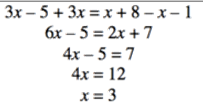 3x − 5 + 3x = x + 8 − x − 1
6x − 5 = 2x + 7
4x − 5 = 7
4x = 12
x = 3